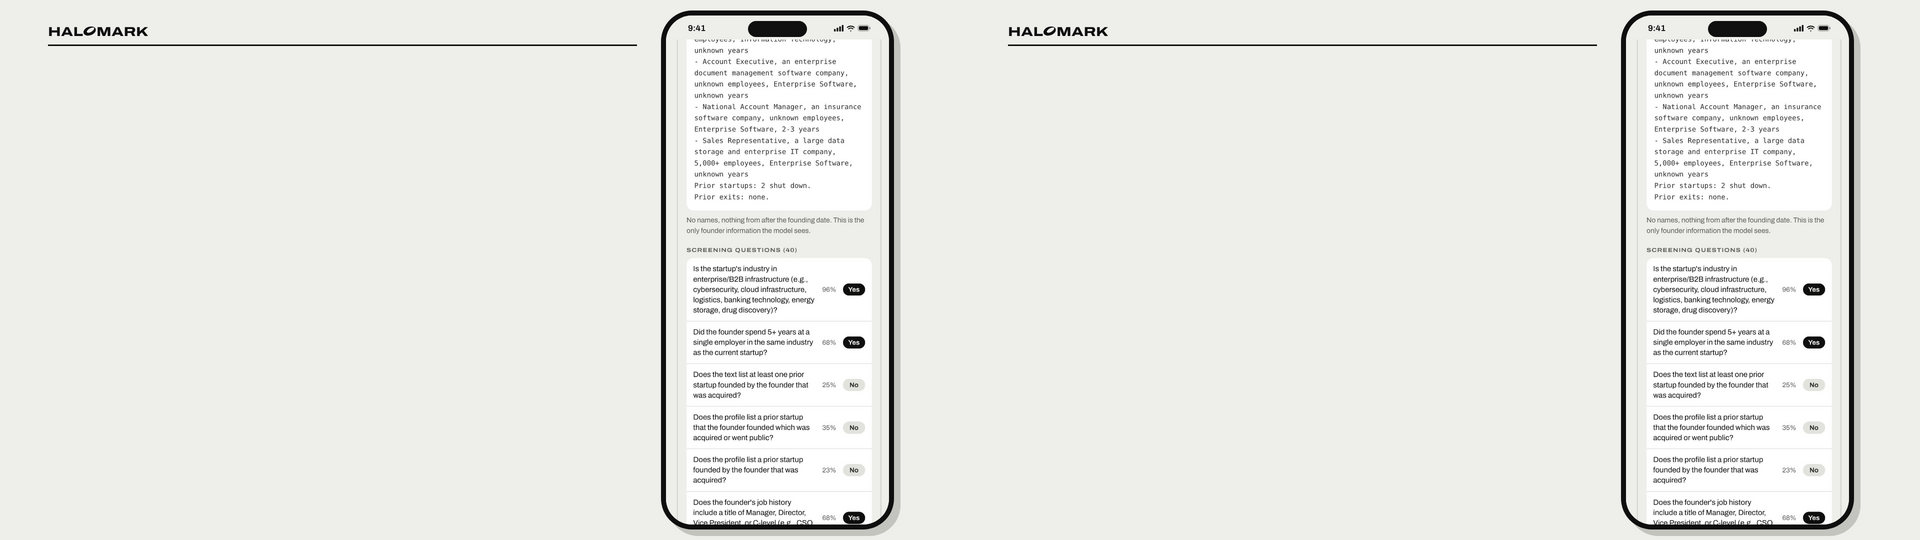 HALOMARK
9:41
employees, Information Technology,
unknown years
- Account Executive, an enterprise
document management software company,
unknown employees, Enterprise Software,
unknown years
- National Account Manager, an insurance
software company, unknown employees,
Enterprise Software, 2-3 years
- Sales Representative, a large data
storage and enterprise IT company,
5,000+ employees, Enterprise Software,
unknown years
Prior startups: 2 shut down.
Prior exits: none.
No names, nothing from after the founding date. This is the
only founder information the model sees.
SCREENING QUESTIONS (40)
Is the startup's industry in
enterprise/B2B infrastructure (e.g.,
cybersecurity, cloud infrastructure,
logistics, banking technology, energy
storage, drug discovery)?
96% Yes
Did the founder spend 5+ years at a
single employer in the same industry
as the current startup?
68% Yes
Does the text list at least one prior
startup founded by the founder that
was acquired?
25% No
Does the profile list a prior startup
that the founder founded which was
acquired or went public?
35% No
Does the profile list a prior startup
founded by the founder that was
acquired?
23% No
Does the founder's job history
include a title of Manager, Director,
Vice President, or C-level (e.g., CSO,
68% Yes
HALOMARK
9:41
employees, Information Technology,
unknown years
- Account Executive, an enterprise
document management software company,
unknown employees, Enterprise Software,
unknown years
- National Account Manager, an insurance
software company, unknown employees,
Enterprise Software, 2-3 years
- Sales Representative, a large data
storage and enterprise IT company,
5,000+ employees, Enterprise Software,
unknown years
Prior startups: 2 shut down.
Prior exits: none.
No names, nothing from after the founding date. This is the
only founder information the model sees.
SCREENING QUESTIONS (40)
Is the startup's industry in
enterprise/B2B infrastructure (e.g.,
cybersecurity, cloud infrastructure,
logistics, banking technology, energy
storage, drug discovery)?
96% Yes
Did the founder spend 5+ years at a
single employer in the same industry
as the current startup?
68% Yes
Does the text list at least one prior
startup founded by the founder that
was acquired?
25% No
Does the profile list a prior startup
that the founder founded which was
acquired or went public?
35% No
Does the profile list a prior startup
founded by the founder that was
acquired?
23% No
Does the founder's job history
include a title of Manager, Director,
Vice President, or C-level (e.g., CSO,
68% Yes